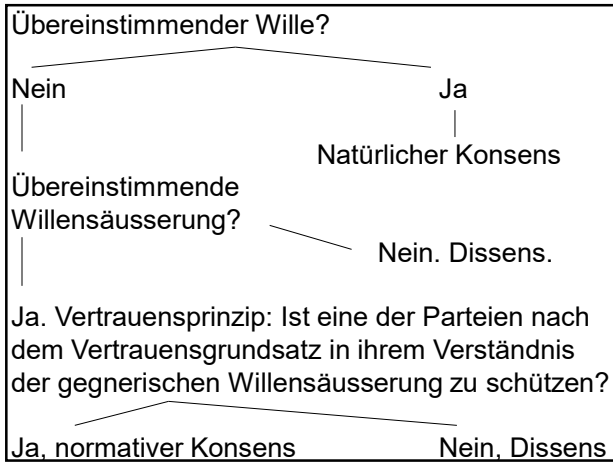 Übereinstimmender Wille?
Nein
Ja
Natürlicher Konsens
Übereinstimmende
Willensäusserung?
Nein. Dissens.
Ja. Vertrauensprinzip: Ist eine der Parteien nach
dem Vertrauensgrundsatz in ihrem Verständnis
der gegnerischen Willensäusserung zu schützen?
Ja, normativer Konsens
Nein, Dissens